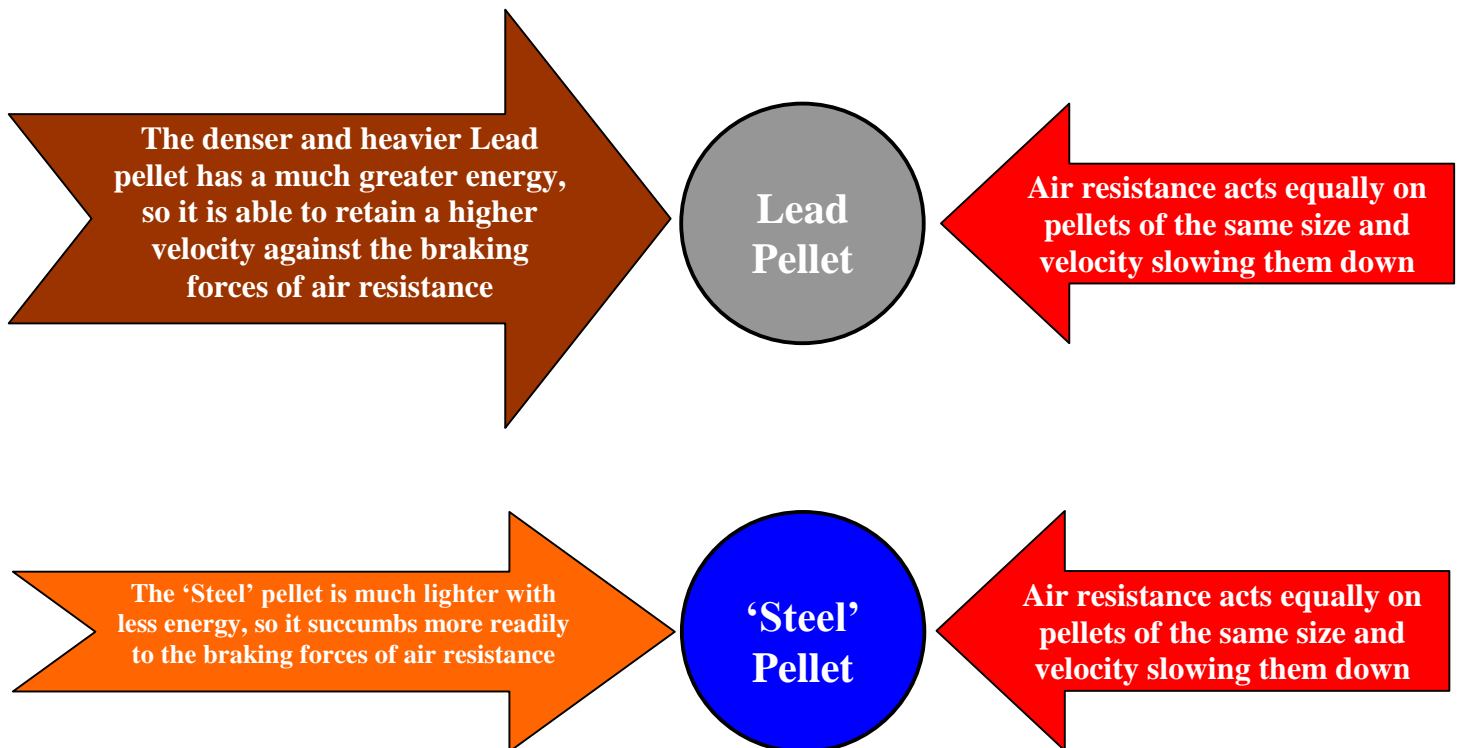 The denser and heavier Lead
pellet has a much greater energy,
so it is able to retain a higher
velocity against the braking
forces of air resistance
Lead
Pellet
Air resistance acts equally on
pellets of the same size and
velocity slowing them down
The ‘Steel’ pellet is much lighter with
less energy, so it succumbs more readily
to the braking forces of air resistance
‘Steel’
Pellet
Air resistance acts equally on
pellets of the same size and
velocity slowing them down